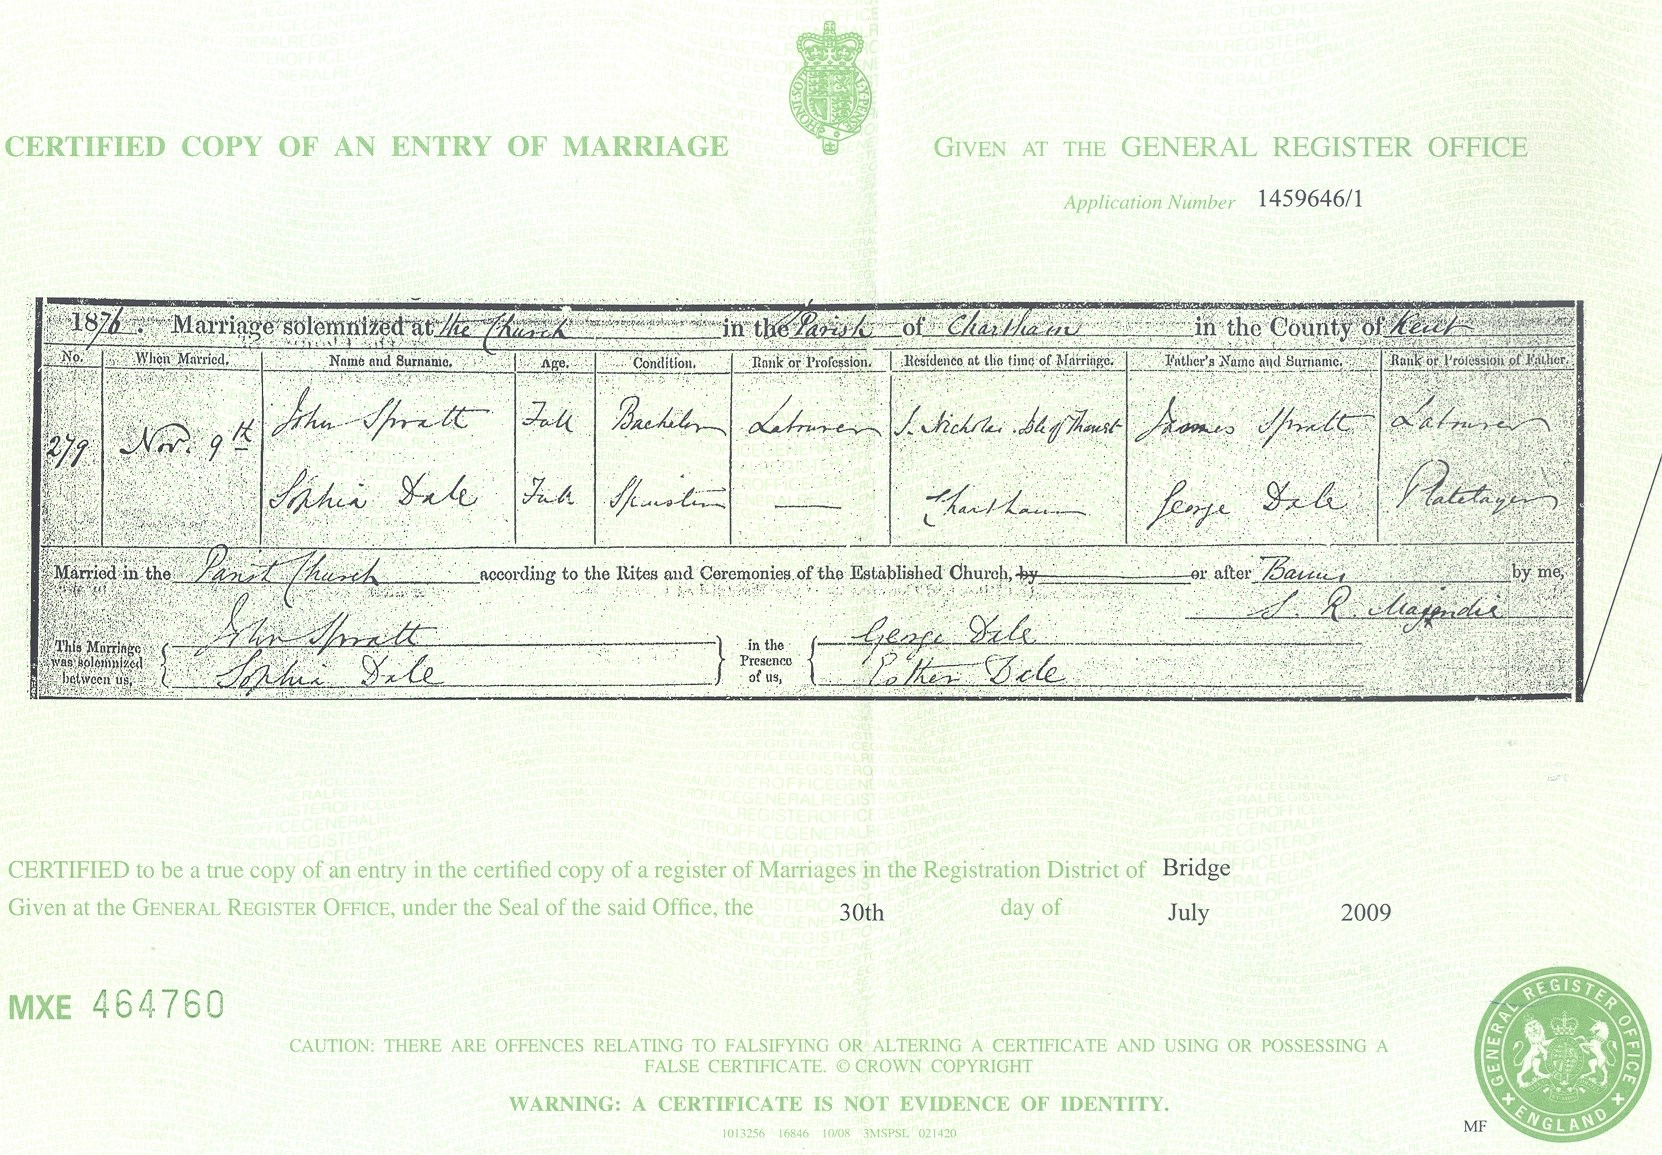 CERTIFIED COPY OF AN ENTRY OF MARRIAGE
GIVEN AT THE GENERAL REGISTER OFFICE
Application Number 1459646/1
1876. Marriage solemnized at the Church in the Parish of Chartham in the County of Kent
No. When Married. Name and Surname. Age. Condition. Rank or Profession. Residence at the time of Marriage. Father's Name and Surname. Rank or Profession of Father.
279 Nov. 9th John Spratt Full Bachelor Labourer S. Nicholas Isle of Thanet James Spratt Labourer
Sophia Dale Full Spinster — Chartham George Dale Platelayer
Married in the Parish Church according to the Rites and Ceremonies of the Established Church, by or after Banns by me,
S. R. Majendie
This Marriage was solemnized between us, John Spratt Sophia Dale in the Presence of us, George Dale Esther Dale
CERTIFIED to be a true copy of an entry in the certified copy of a register of Marriages in the Registration District of Bridge
Given at the GENERAL REGISTER OFFICE, under the Seal of the said Office, the 30th day of July 2009
MXE 464760
CAUTION: THERE ARE OFFENCES RELATING TO FALSIFYING OR ALTERING A CERTIFICATE AND USING OR POSSESSING A
FALSE CERTIFICATE. © CROWN COPYRIGHT
WARNING: A CERTIFICATE IS NOT EVIDENCE OF IDENTITY.
1013256 16846 10/08 3MSPSL 021420
MF
GENERAL REGISTER OFFICE
ENGLAND